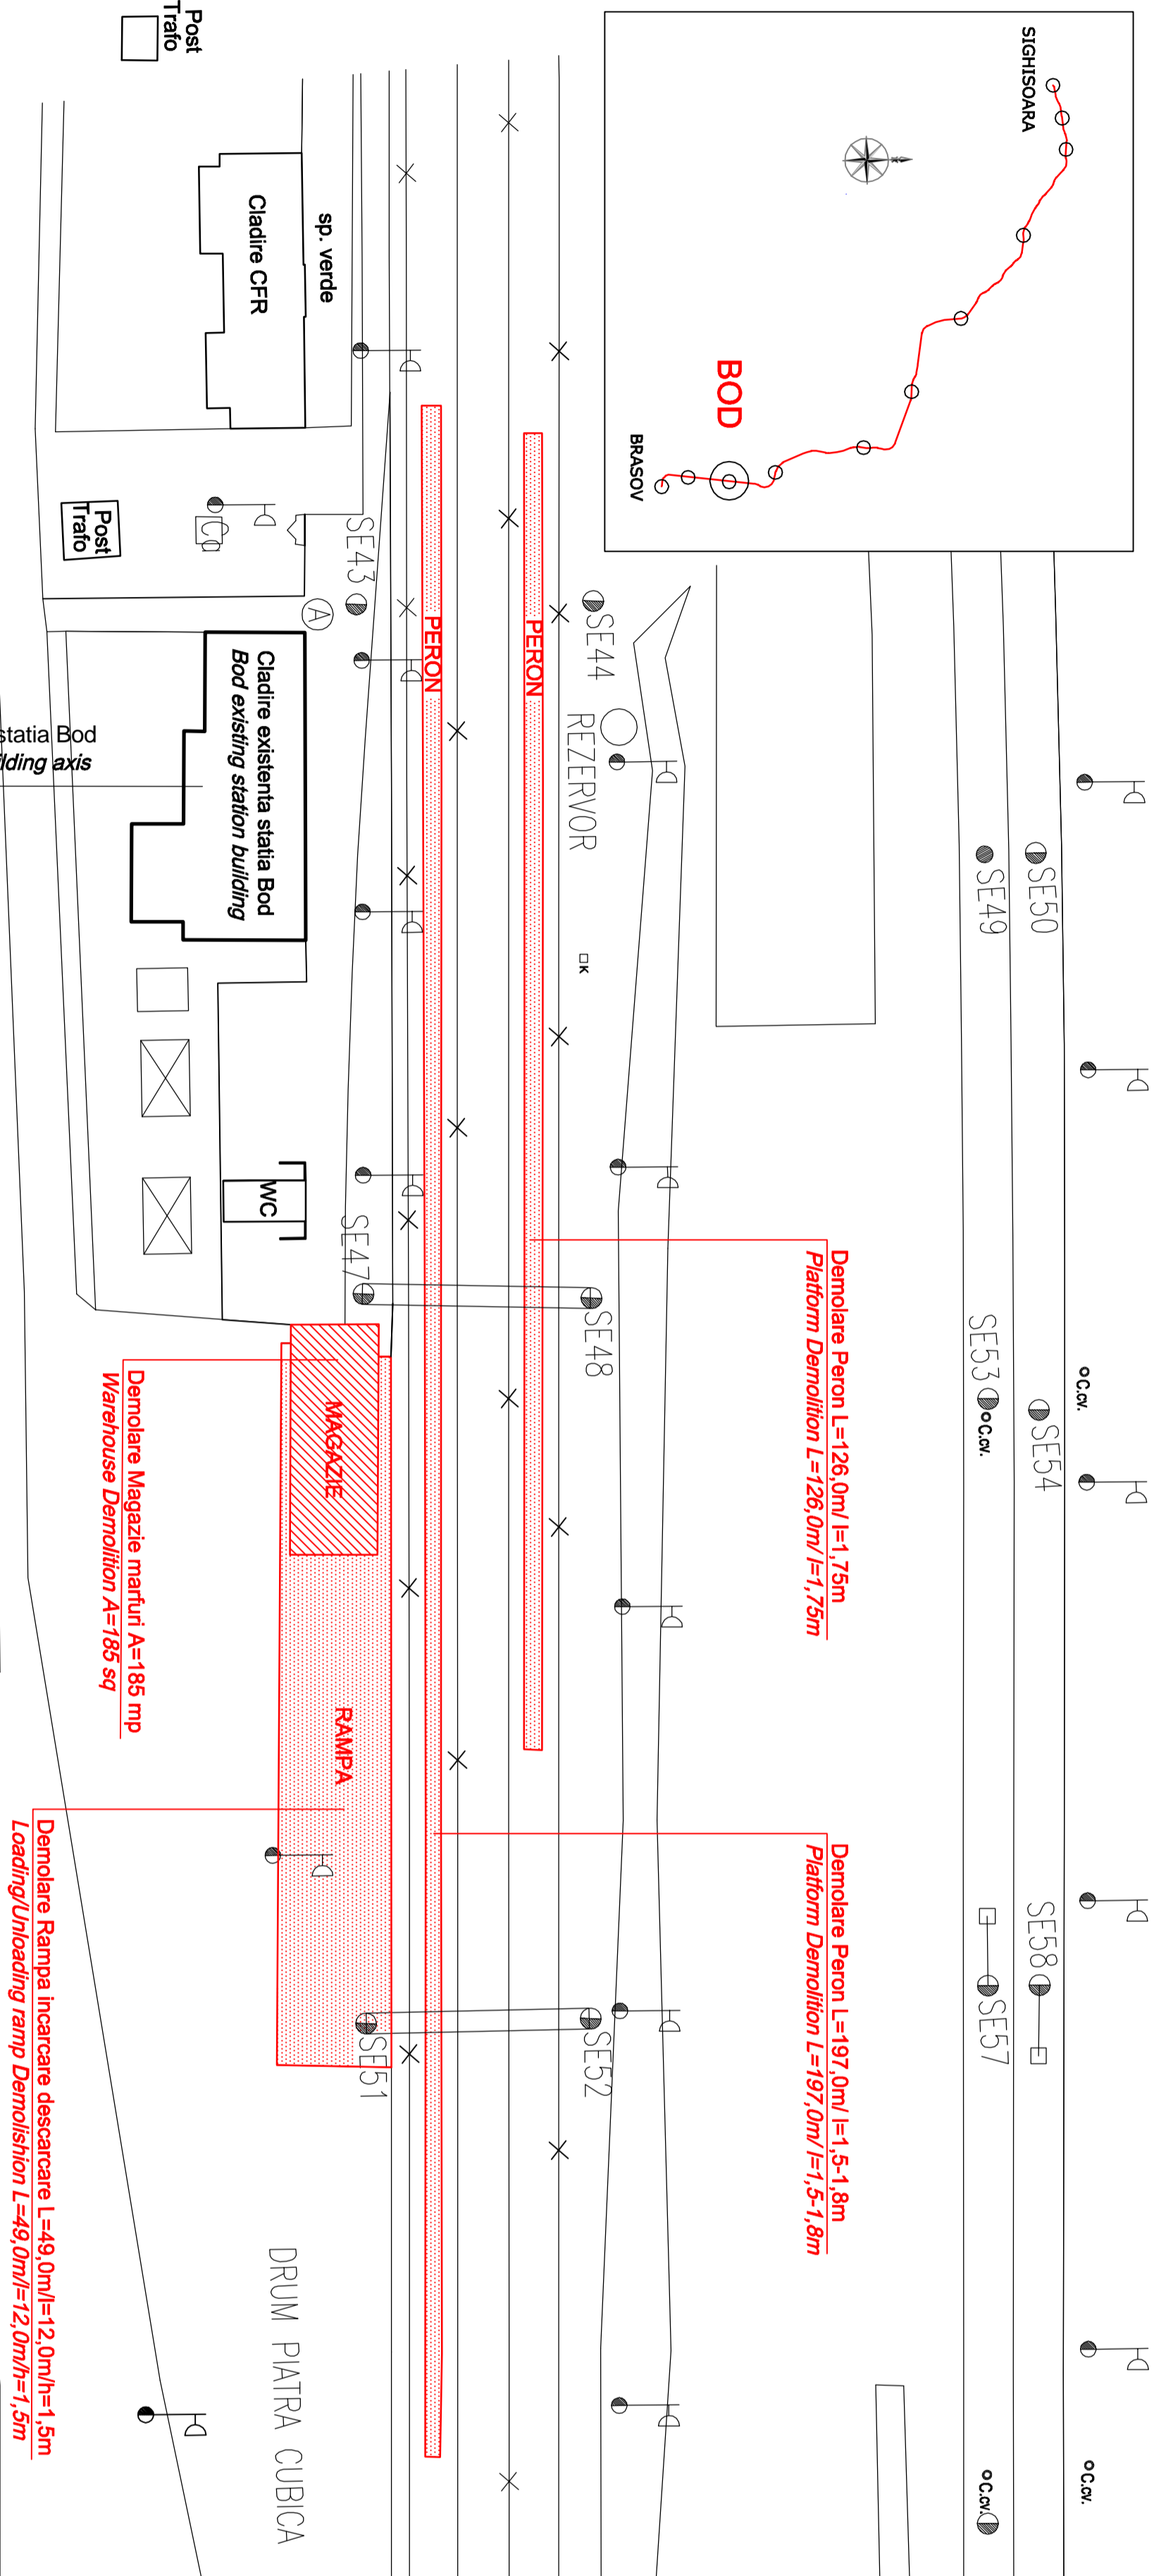 SIGHISOARA
BOD
BRASOV
Post
Trafo
sp. verde
Cladire CFR
Post
Trafo
Cp
SE43
A
SE44
REZERVOR
PERON
PERON
Cladire existenta statia Bod
Bod existing station building
statia Bod
ilding axis
K
SE50
SE49
WC
SE47
SE48
SE53
C.cv.
C.cv.
SE54
Demolare Peron L=126,0m/ l=1,75m
Platform Demolition L=126,0m/ l=1,75m
MAGAZIE
Demolare Magazie marfuri A=185 mp
Warehouse Demolition A=185 sq
RAMPA
Demolare Peron L=197,0m/ l=1,5-1,8m
Platform Demolition L=197,0m/ l=1,5-1,8m
Demolare Rampa incarcare descarcare L=49,0m/l=12,0m/h=1,5m
Loading/Unloading ramp Demolishion L=49,0m/l=12,0m/h=1,5m
SE58
SE57
SE52
SE51
DRUM PIATRA CUBICA
C.cv.
C.cv.